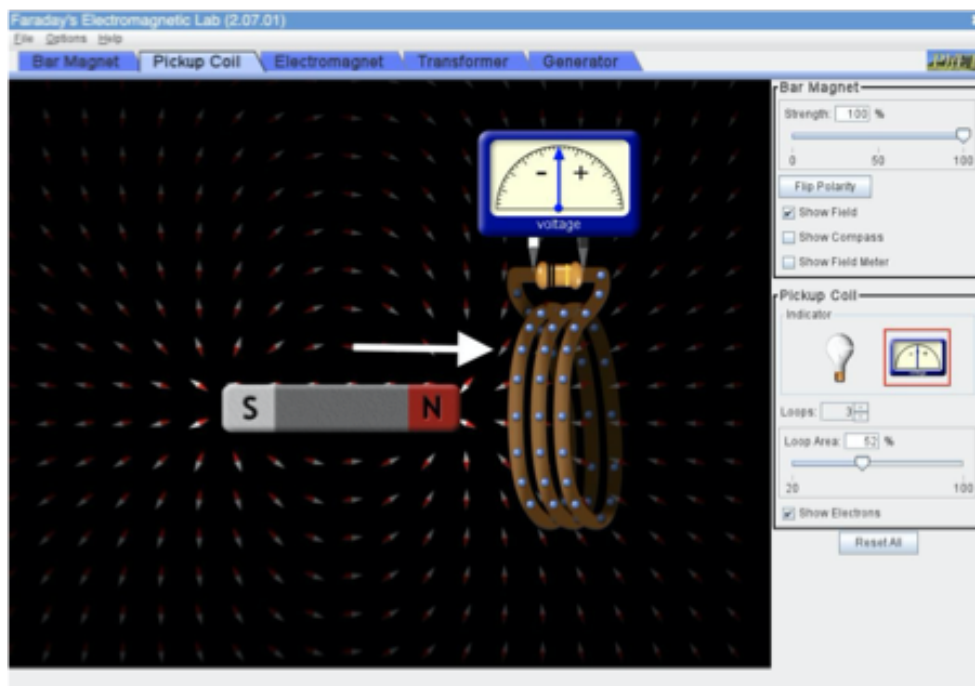 Faraday's Electromagnetic Lab (2.07.01)
File Options Help
Bar Magnet Pickup Coil Electromagnet Transformer Generator
Bar Magnet
Strength: 100 %
0 50 100
Flip Polarity
Show Field
Show Compass
Show Field Meter
- +
voltage
S N
Pickup Coil
Indicator
Loops: 3
Loop Area: 52 %
20 100
Show Electrons
Reset All